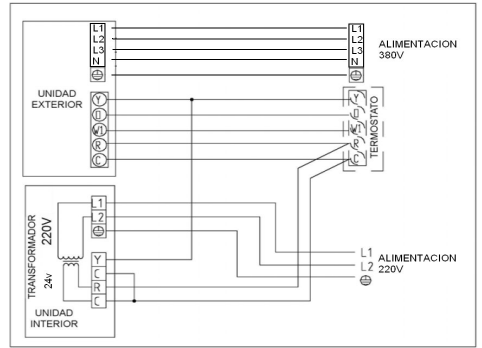 L1
L2
L3
N
L1
L2
L3
N
ALIMENTACION
380V
UNIDAD
EXTERIOR
Y
O
W1
R
C
Y
O
W1
R
C
TERMOSTATO
TRANSFORMADOR
220V
24v
L1
L2
Y
C
R
C
UNIDAD
INTERIOR
L1
L2
ALIMENTACION
220V